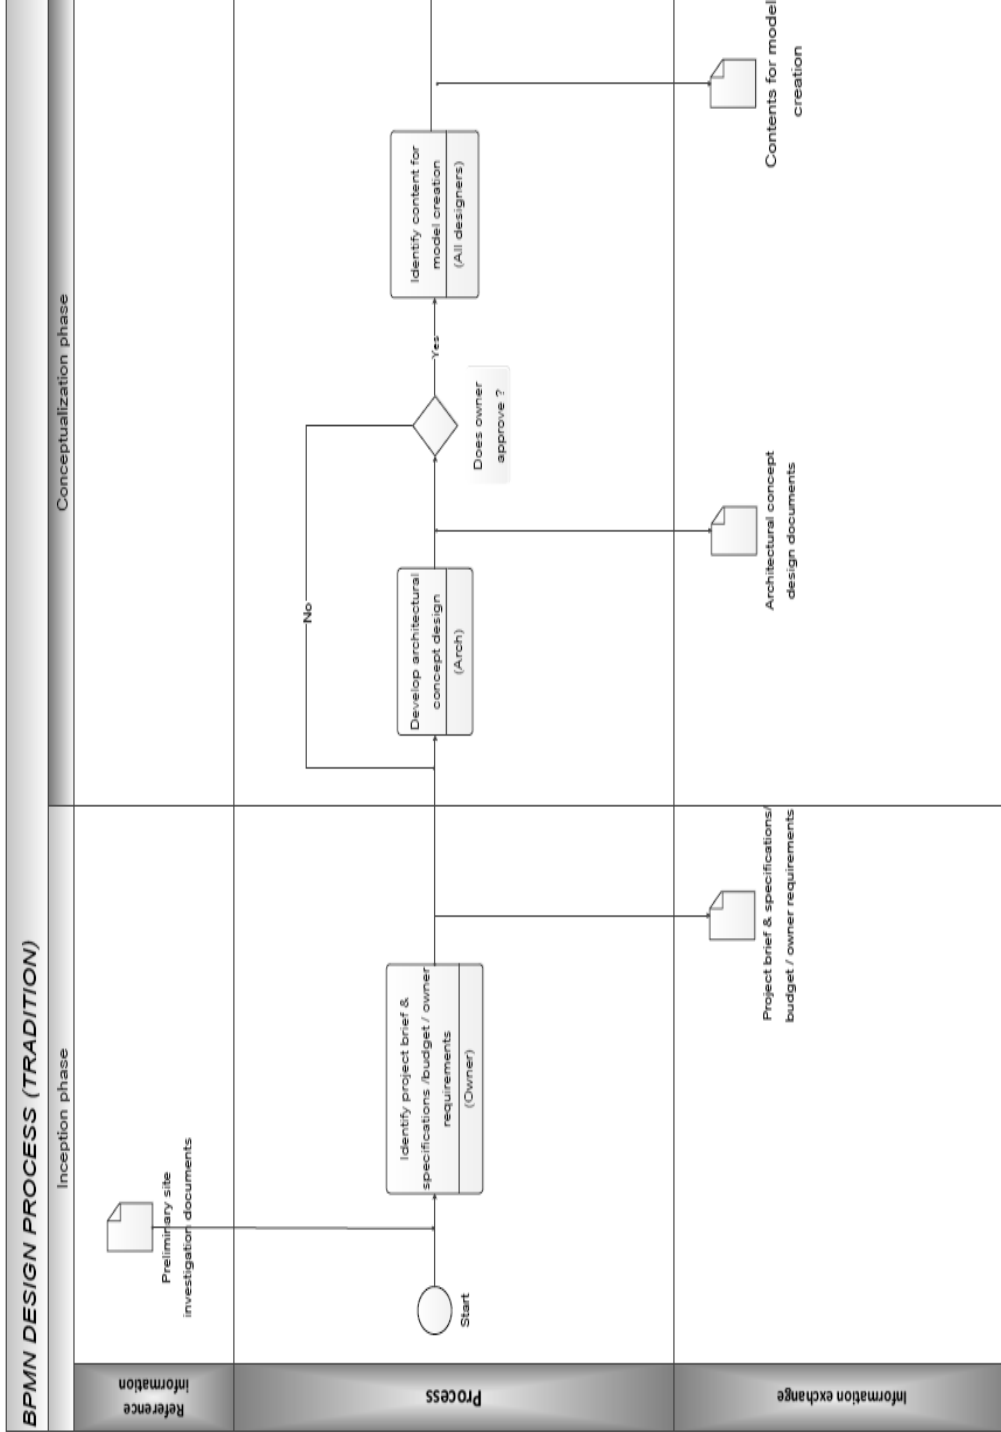 BPMN DESIGN PROCESS (TRADITION)
Inception phase
Conceptualization phase
Reference
information
Preliminary site
investigation documents
Process
Start
Identify project brief &
specifications /budget / owner
requirements
(Owner)
Develop architectural
concept design
(Arch)
No
Does owner
approve ?
Yes
Identify content for
model creation
(All designers)
Information exchange
Project brief & specifications/
budget / owner requirements
Architectural concept
design documents
Contents for model
creation